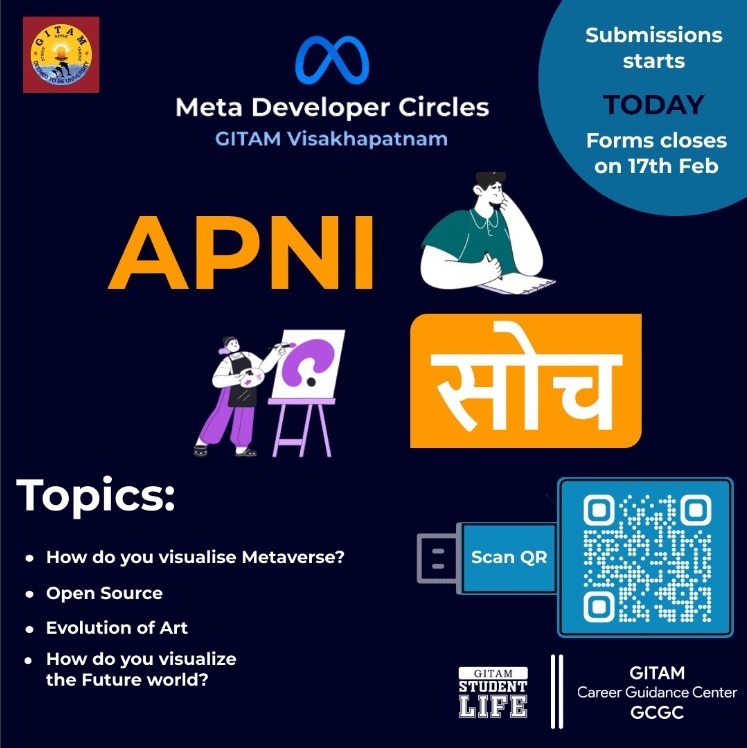 GITAM
Meta Developer Circles
GITAM Visakhapatnam
Submissions
starts
TODAY
Forms closes
on 17th Feb
APNI
सोच
Topics:
• How do you visualise Metaverse?
• Open Source
• Evolution of Art
• How do you visualize
the Future world?
Scan QR
GITAM
STUDENT
LIFE
GITAM
Career Guidance Center
GCGC